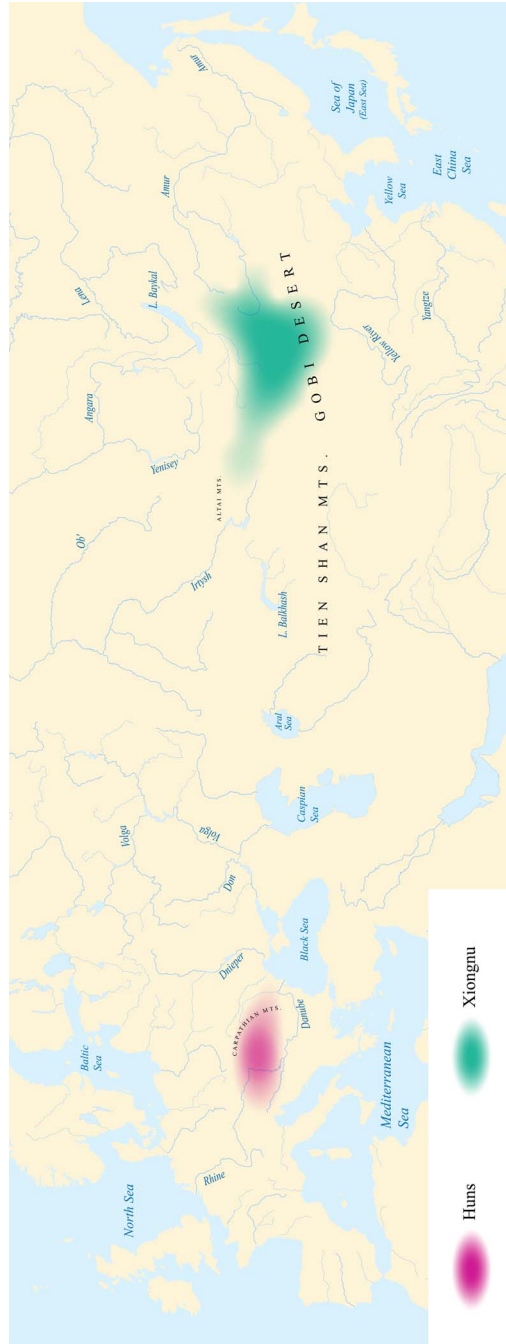 North Sea
Baltic
Sea
Rhine
CARPATHIAN MTS.
Danube
Mediterranean
Sea
Black Sea
Dnieper
Don
Volga
Volga
Caspian
Sea
Aral
Sea
Ob'
Irtysh
L. Balkhash
TIEN SHAN MTS.
ALTAI MTS.
Yenisey
Angara
L. Baykal
Lena
GOBI DESERT
Amur
Amur
Yellow River
Yangtze
Yellow
Sea
East
China
Sea
Sea of
Japan
(East Sea)
Huns
Xiongnu